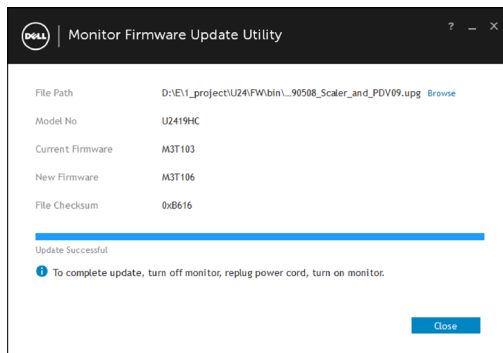 DELL Monitor Firmware Update Utility ? _ X
File Path D:\E\1_project\U24\FW\bin\...90508_Scaler_and_PDV09.upg Browse
Model No U2419HC
Current Firmware M3T103
New Firmware M3T106
File Checksum 0xB616
Update Successful
i To complete update, turn off monitor, replug power cord, turn on monitor.
Close